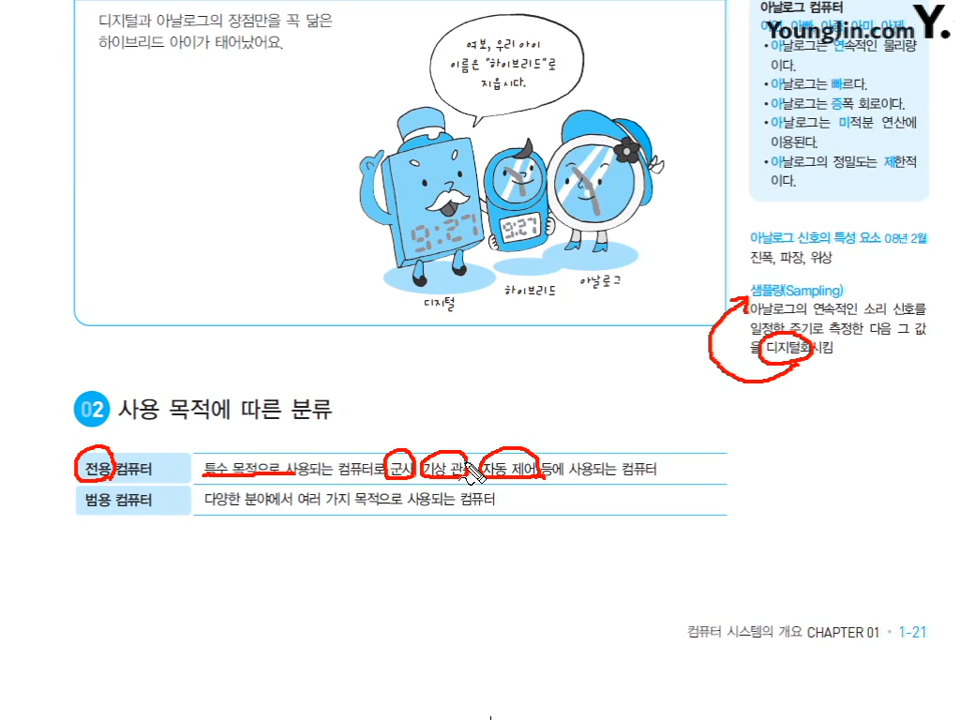 디지털과 아날로그의 장점만을 꼭 닮은
하이브리드 아이가 태어났어요.
여보, 우리 아이
이름은 "하이브리드"로
지읍시다.
9:27
9:27
디지털
하이브리드
아날로그
아날로그 컴퓨터
YoungJin.com Y.
• 아날로그는 연속적인 물리량
이다.
• 아날로그는 빠르다.
• 아날로그는 증폭 회로이다.
• 아날로그는 미적분 연산에
이용된다.
• 아날로그의 정밀도는 제한적
이다.
아날로그 신호의 특성 요소 08년 2월
진폭, 파장, 위상
샘플링(Sampling)
아날로그의 연속적인 소리 신호를
일정한 주기로 측정한 다음 그 값
을 디지털화시킴
02 사용 목적에 따른 분류
전용 컴퓨터 특수 목적으로 사용되는 컴퓨터로 군사, 기상 관측, 자동 제어 등에 사용되는 컴퓨터
범용 컴퓨터 다양한 분야에서 여러 가지 목적으로 사용되는 컴퓨터
컴퓨터 시스템의 개요 CHAPTER 01 • 1-21